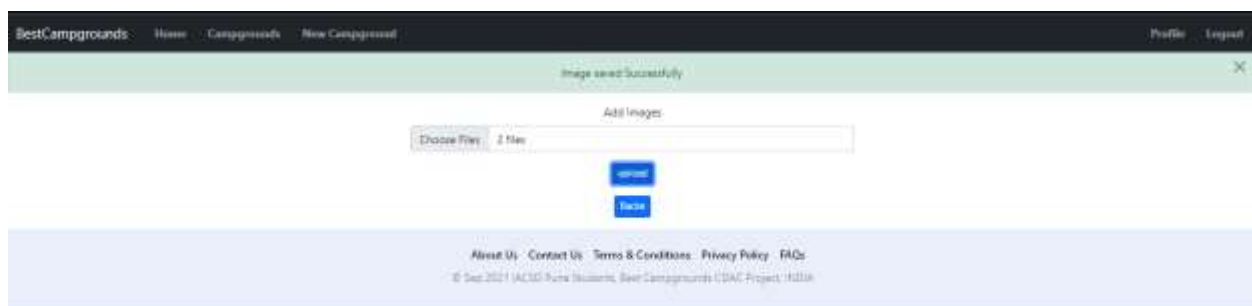 BestCampgrounds Home Campgrounds New Campground Profile Logout
Image saved Successfully
Add Images
Choose Files 2 files
upload
Back
About Us Contact Us Terms & Conditions Privacy Policy FAQs
© Sep 2021 IACSD Pune Students, Best Campgrounds CDAC Project, INDIA